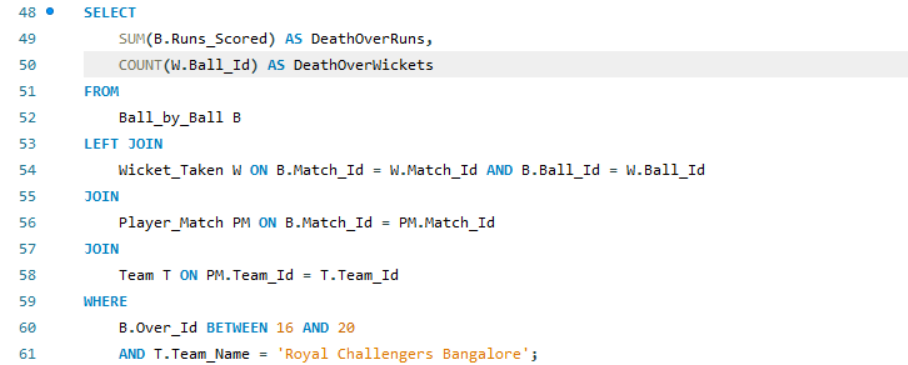 48 SELECT
49 SUM(B.Runs_Scored) AS DeathOverRuns,
50 COUNT(W.Ball_Id) AS DeathOverWickets
51 FROM
52 Ball_by_Ball B
53 LEFT JOIN
54 Wicket_Taken W ON B.Match_Id = W.Match_Id AND B.Ball_Id = W.Ball_Id
55 JOIN
56 Player_Match PM ON B.Match_Id = PM.Match_Id
57 JOIN
58 Team T ON PM.Team_Id = T.Team_Id
59 WHERE
60 B.Over_Id BETWEEN 16 AND 20
61 AND T.Team_Name = 'Royal Challengers Bangalore';